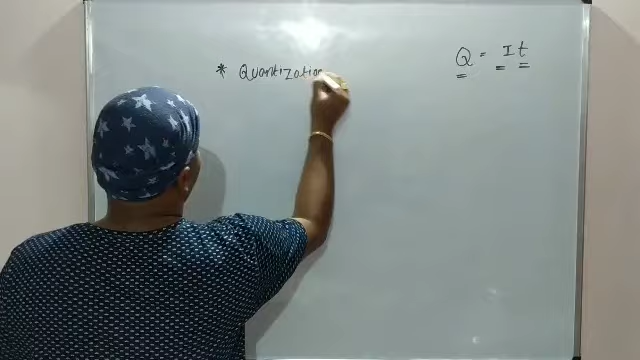 Q = It
* Quantization